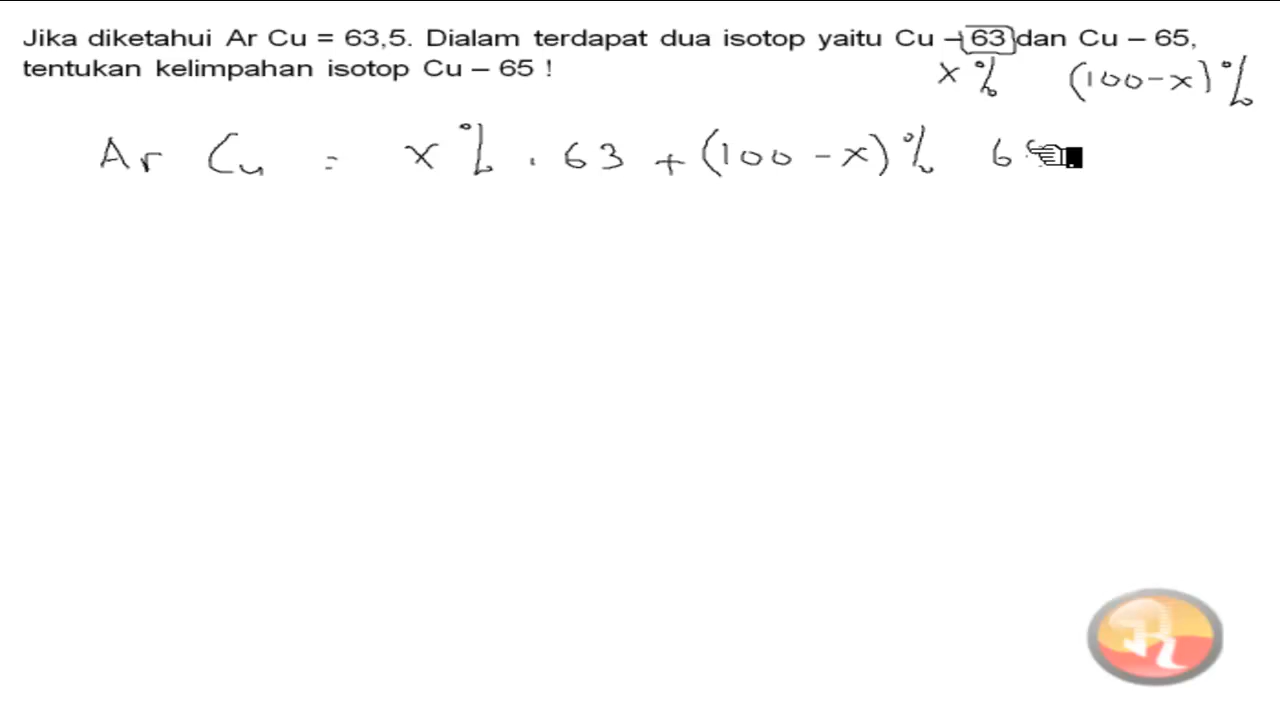 Jika diketahui Ar Cu = 63,5. Dialam terdapat dua isotop yaitu Cu – 63 dan Cu – 65,
tentukan kelimpahan isotop Cu – 65 !
x % (100-x) %
Ar Cu = x % . 63 + (100 - x) % 6